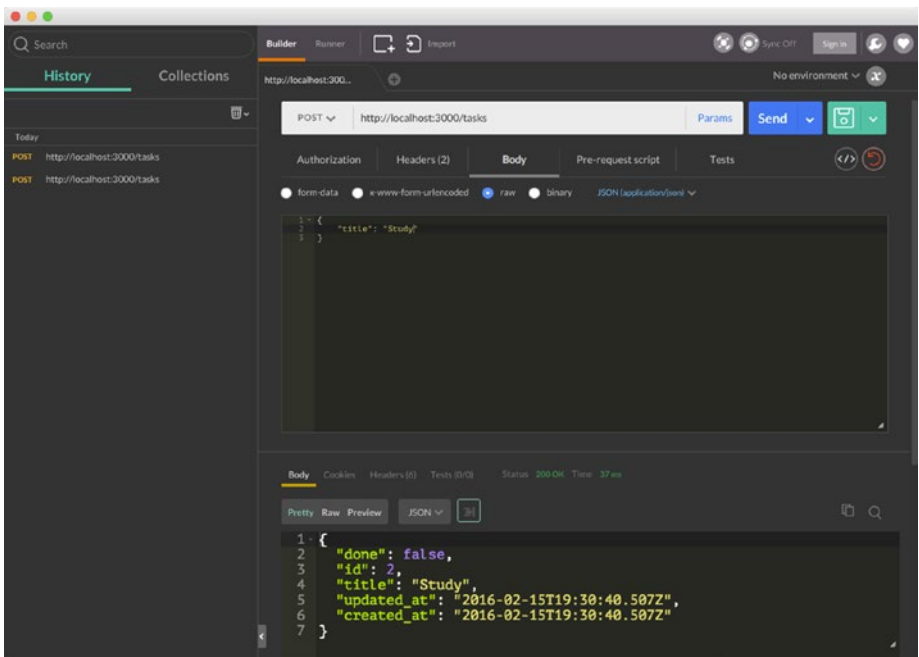 Search
History Collections
Today
POST http://localhost:3000/tasks
POST http://localhost:3000/tasks
Builder Runner Import Sync Off Sign in
http://localhost:300... No environment
POST http://localhost:3000/tasks Params Send
Authorization Headers (2) Body Pre-request script Tests
form-data x-www-form-urlencoded raw binary JSON (application/json)
1 {
2 "title": "Study"
3 }
Body Cookies Headers (6) Tests (0/0) Status 200 OK Time 37 ms
Pretty Raw Preview JSON
1 {
2 "done": false,
3 "id": 2,
4 "title": "Study",
5 "updated_at": "2016-02-15T19:30:40.507Z",
6 "created_at": "2016-02-15T19:30:40.507Z"
7 }